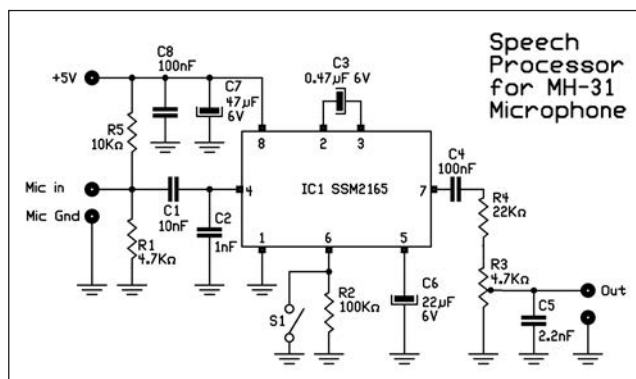 Speech
Processor
for MH-31
Microphone
C8
100nF
+5V
C7
47µF
6V
C3
0.47µF 6V
R5
10KΩ
8
2
3
Mic in
C1
10nF
4
IC1 SSM2165
7
C4
100nF
R4
22KΩ
Mic Gnd
R1
4.7KΩ
C2
1nF
1
6
5
R3
4.7KΩ
Out
S1
R2
100KΩ
C6
22µF
6V
C5
2.2nF